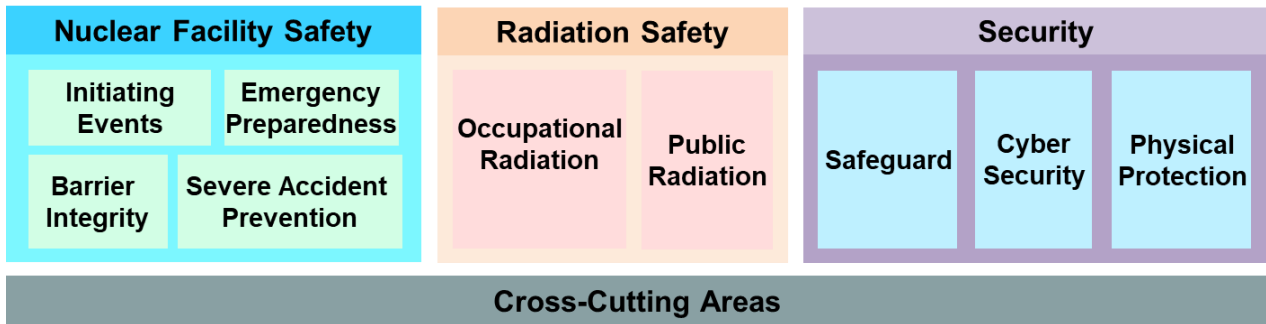 Nuclear Facility Safety
Initiating
Events
Emergency
Preparedness
Barrier
Integrity
Severe Accident
Prevention
Radiation Safety
Occupational
Radiation
Public
Radiation
Security
Safeguard
Cyber
Security
Physical
Protection
Cross-Cutting Areas